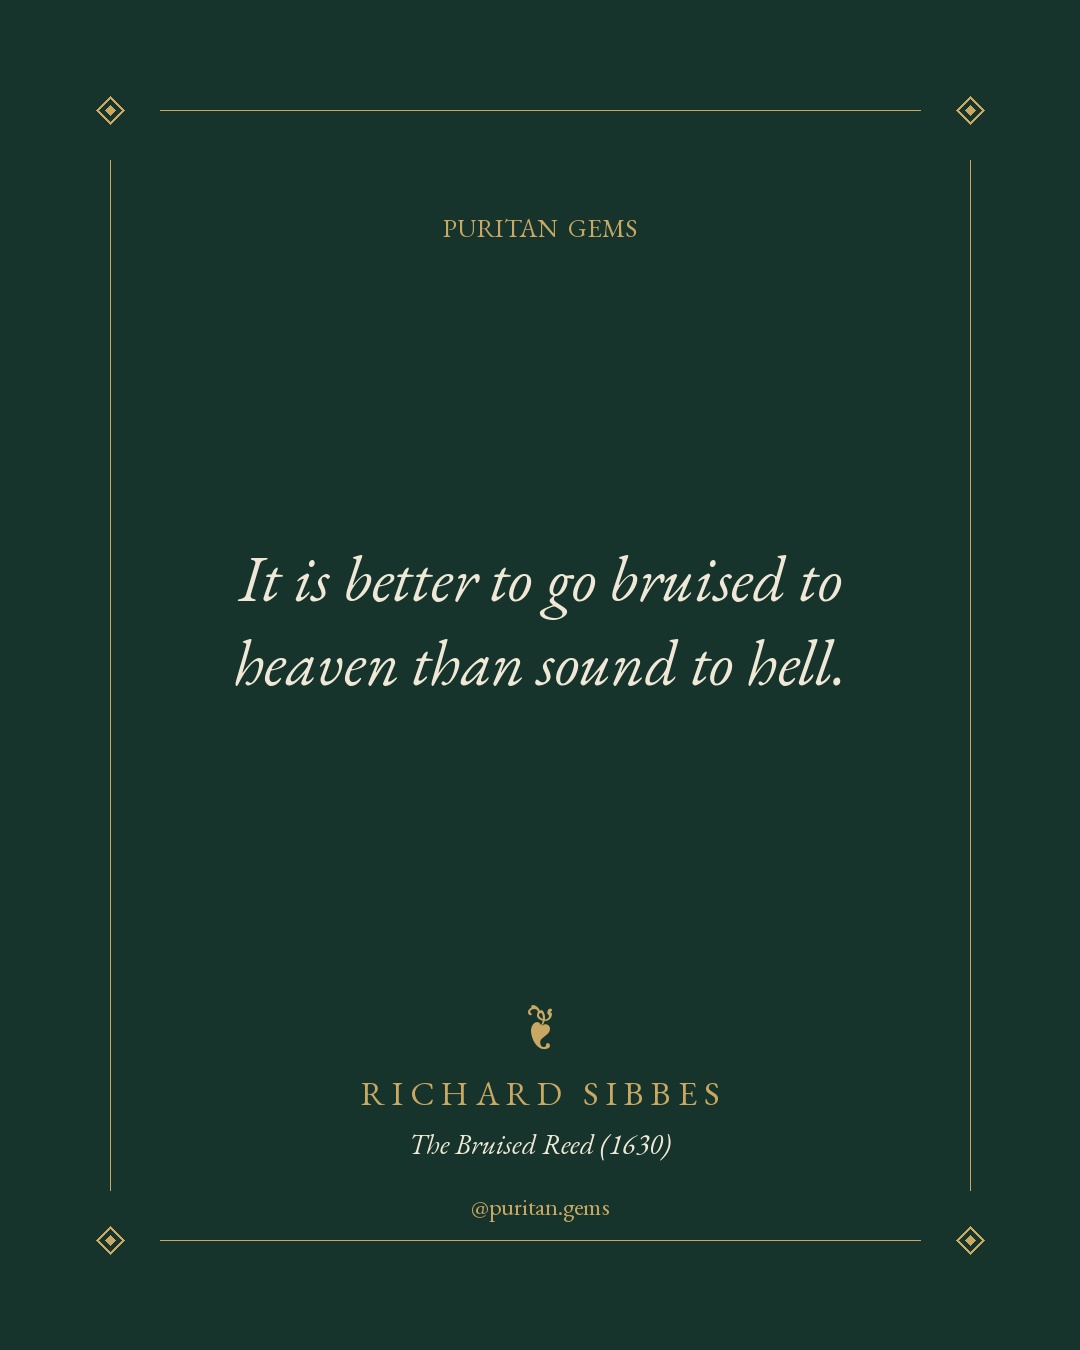 PURITAN GEMS
It is better to go bruised to
heaven than sound to hell.
RICHARD SIBBES
The Bruised Reed (1630)
@puritan.gems